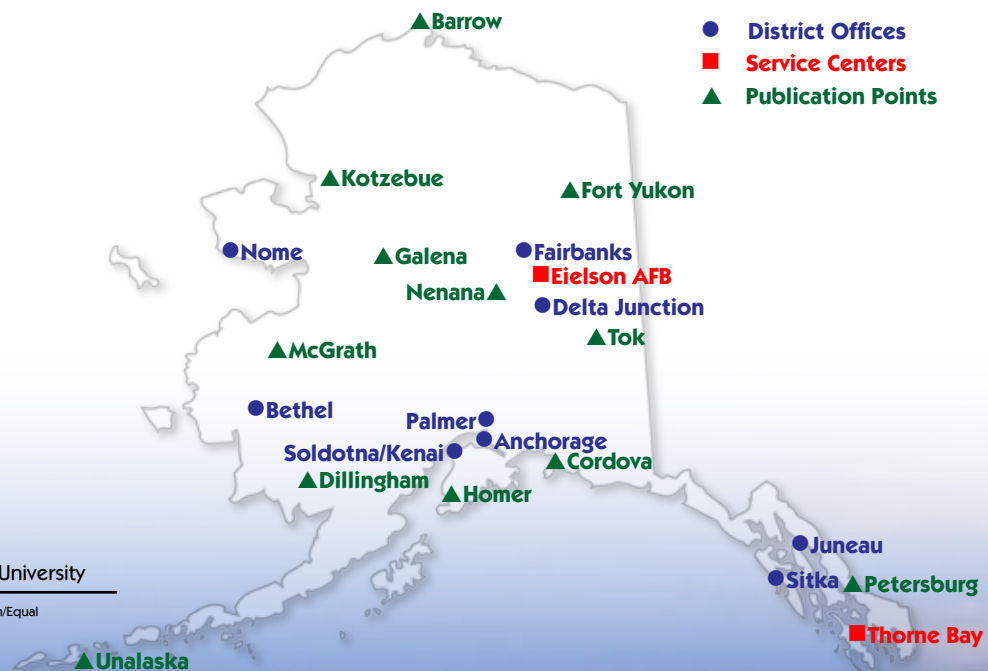 Barrow
District Offices
Service Centers
Publication Points
Kotzebue
Fort Yukon
Nome
Galena
Fairbanks
Eielson AFB
Nenana
Delta Junction
Tok
McGrath
Bethel
Palmer
Anchorage
Soldotna/Kenai
Cordova
Dillingham
Homer
Juneau
University
Sitka
Petersburg
n/Equal
Thorne Bay
Unalaska